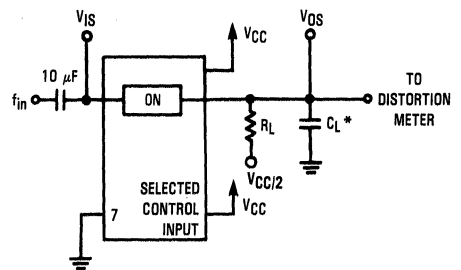 VIS
VCC
VOS
10 µF
fin
ON
TO
DISTORTION
METER
RL
CL*
VCC/2
SELECTED
CONTROL
INPUT
VCC
7